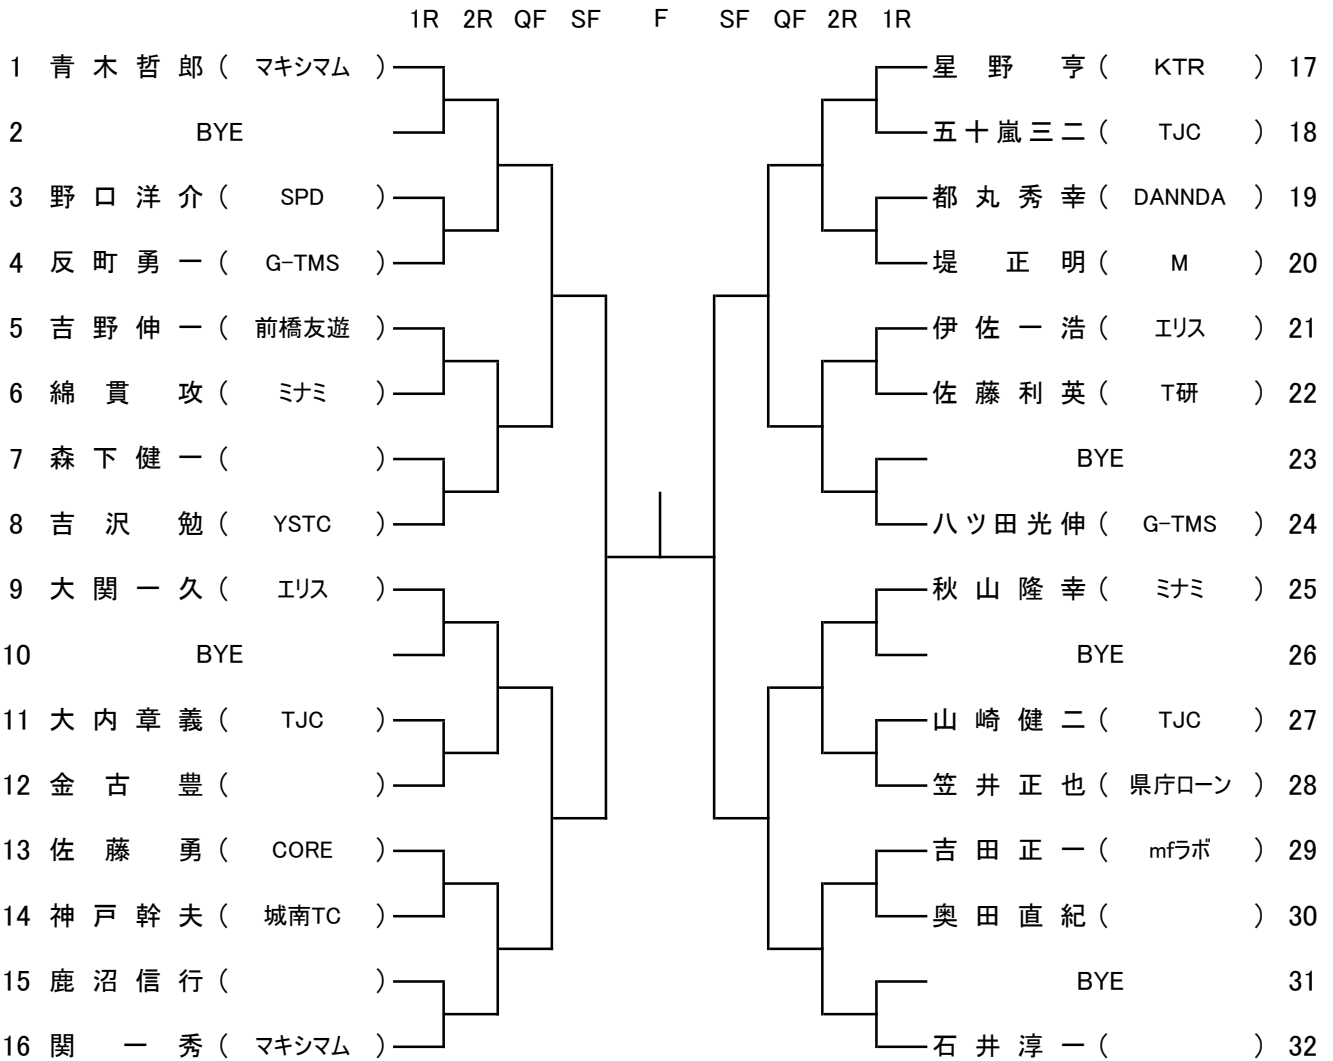 1R 2R QF SF F SF QF 2R 1R
1 青木哲郎 ( マキシマム )
2 BYE
3 野口洋介 ( SPD )
4 反町勇一 ( G-TMS )
5 吉野伸一 ( 前橋友遊 )
6 綿貫 攻 ( ミナミ )
7 森下健一 ( )
8 吉沢 勉 ( YSTC )
9 大関一久 ( エリス )
10 BYE
11 大内章義 ( TJC )
12 金古 豊 ( )
13 佐藤 勇 ( CORE )
14 神戸幹夫 ( 城南TC )
15 鹿沼信行 ( )
16 関 一秀 ( マキシマム )
星野 亨 ( KTR ) 17
五十嵐三二 ( TJC ) 18
都丸秀幸 ( DANNDA ) 19
堤 正明 ( M ) 20
伊佐一浩 ( エリス ) 21
佐藤利英 ( T研 ) 22
BYE 23
八ツ田光伸 ( G-TMS ) 24
秋山隆幸 ( ミナミ ) 25
BYE 26
山崎健二 ( TJC ) 27
笠井正也 ( 県庁ローン ) 28
吉田正一 ( mfラボ ) 29
奥田直紀 ( ) 30
BYE 31
石井淳一 ( ) 32